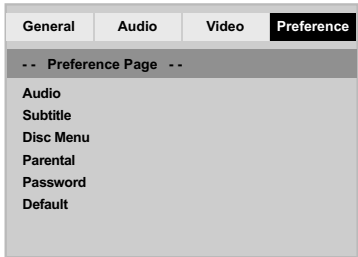 General Audio Video Preference
- - Preference Page - -
Audio
Subtitle
Disc Menu
Parental
Password
Default